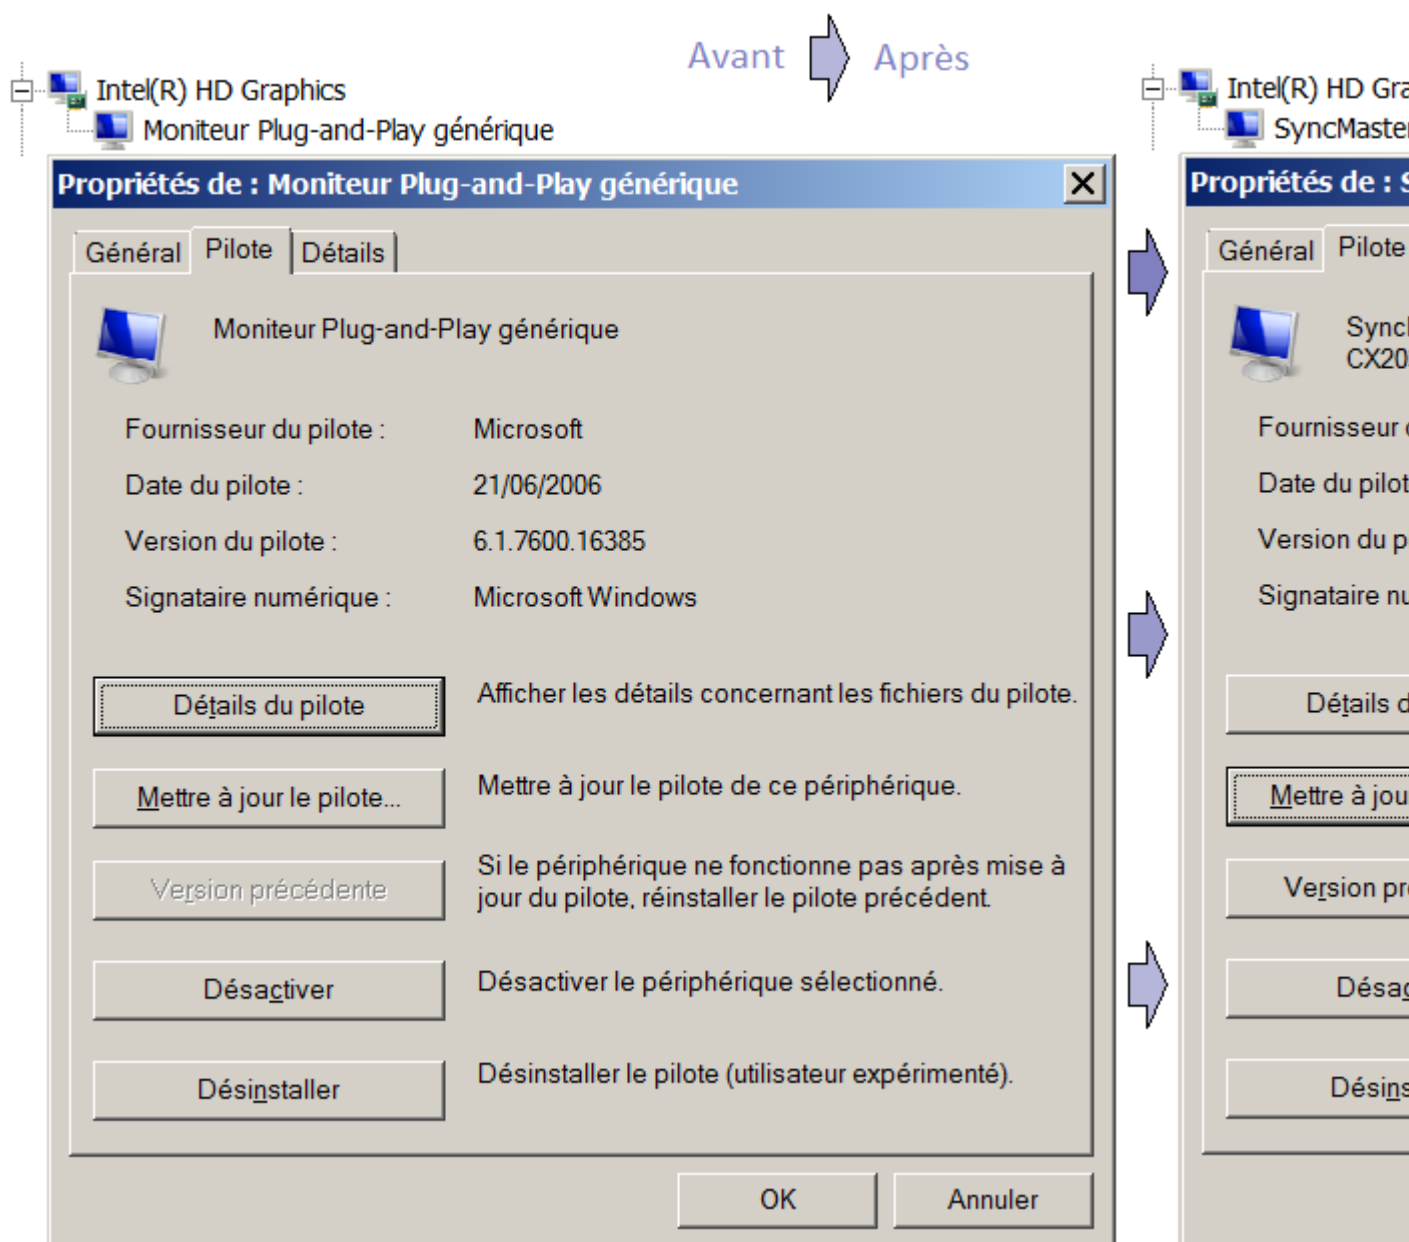 Avant Après
Intel(R) HD Graphics
Moniteur Plug-and-Play générique
Propriétés de : Moniteur Plug-and-Play générique
Général Pilote Détails
Moniteur Plug-and-Play générique
Fournisseur du pilote : Microsoft
Date du pilote : 21/06/2006
Version du pilote : 6.1.7600.16385
Signataire numérique : Microsoft Windows
Détails du pilote Afficher les détails concernant les fichiers du pilote.
Mettre à jour le pilote... Mettre à jour le pilote de ce périphérique.
Version précédente
Si le périphérique ne fonctionne pas après mise à
jour du pilote, réinstaller le pilote précédent.
Désactiver Désactiver le périphérique sélectionné.
Désinstaller Désinstaller le pilote (utilisateur expérimenté).
OK Annuler
Intel(R) HD
SyncMaster
Propriétés de :
Général Pilote
Fournisseur
Date du
Version du
Signataire
Détails
Mettre à
Version